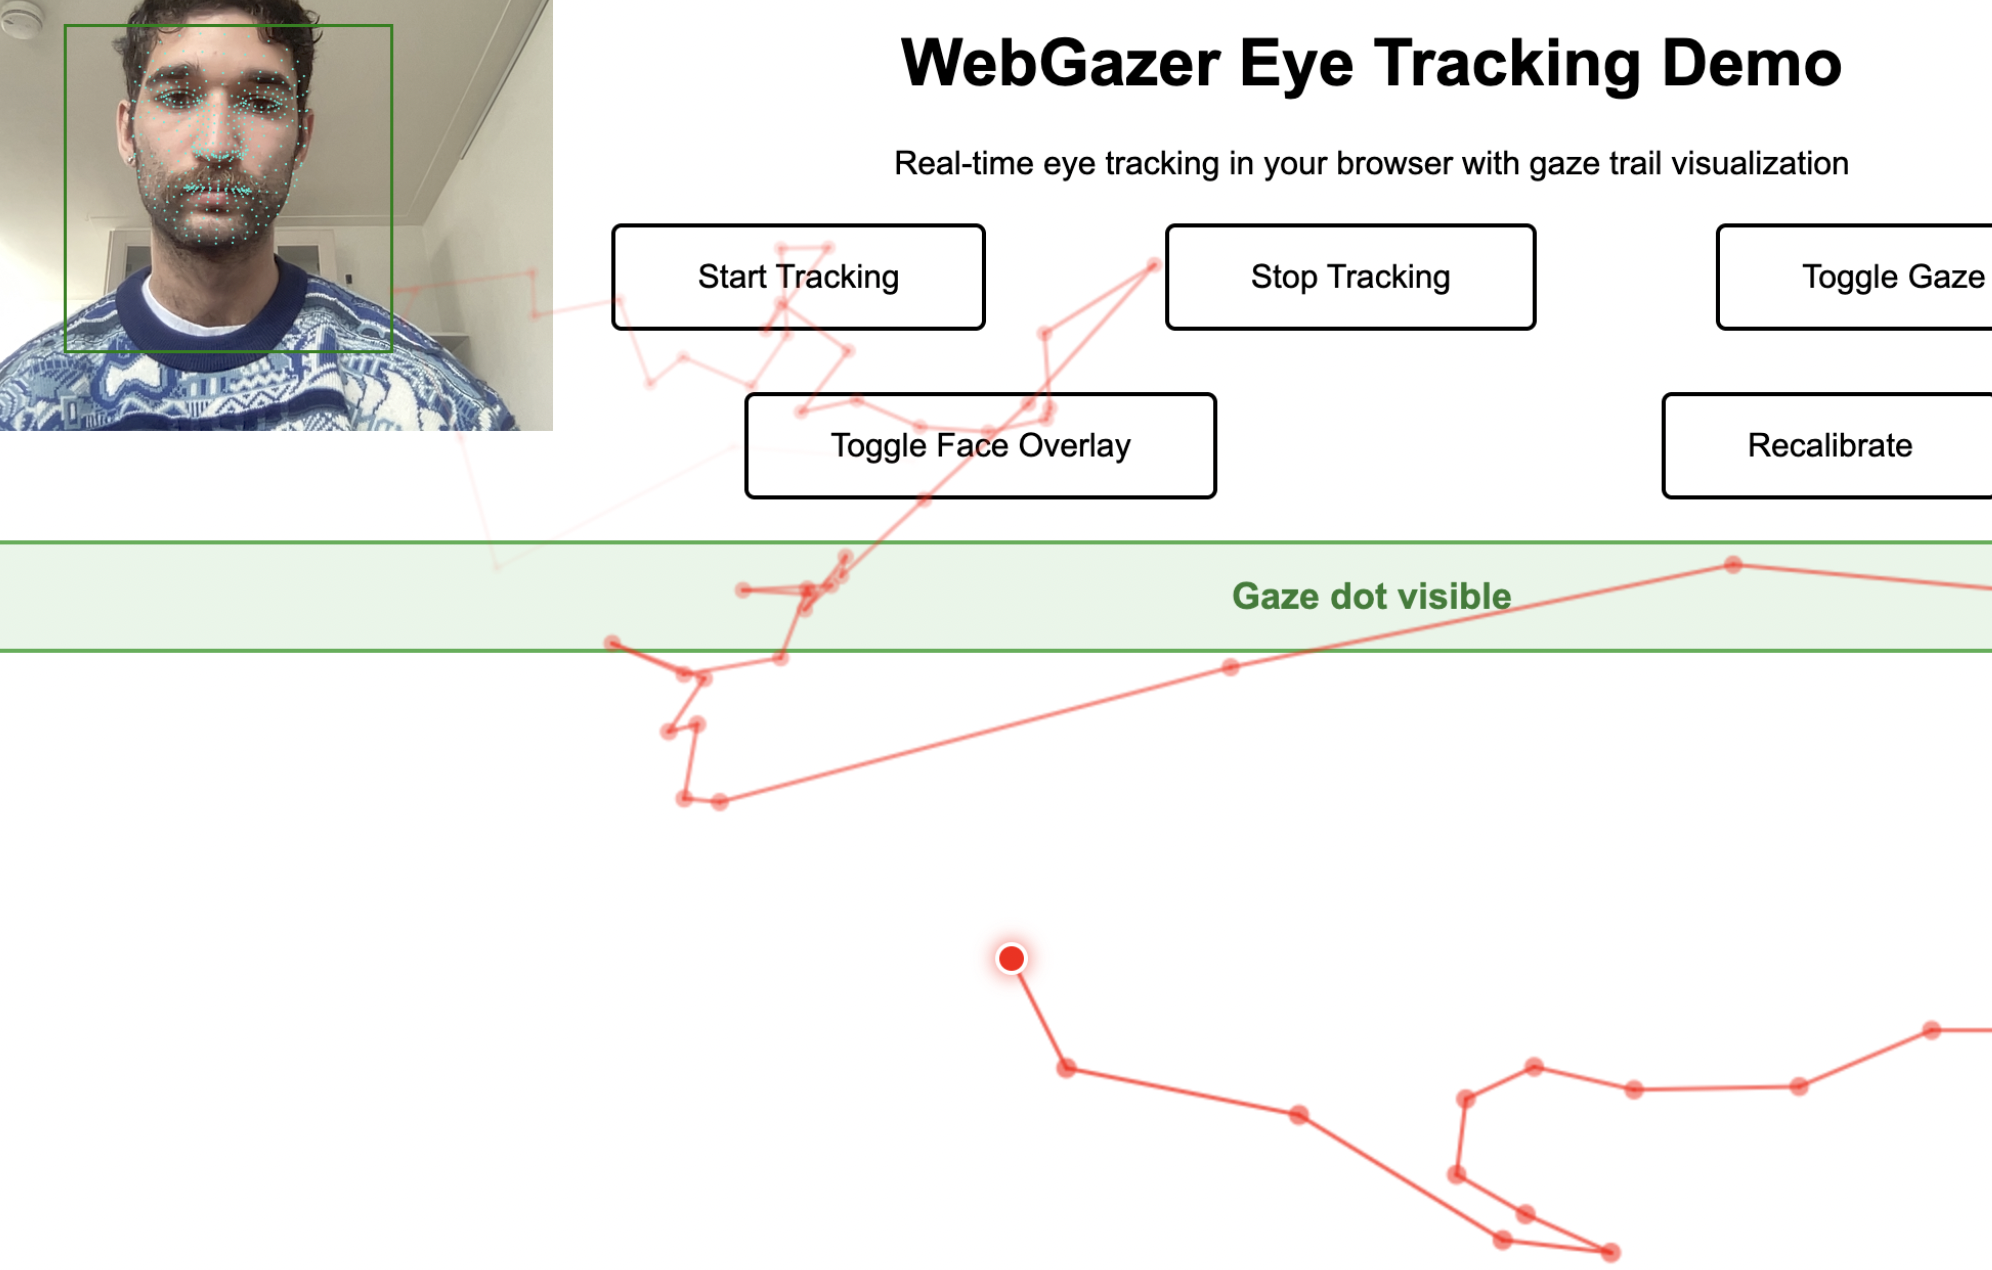 WebGazer Eye Tracking Demo
Real-time eye tracking in your browser with gaze trail visualization
Start Tracking
Stop Tracking
Toggle Gaze
Toggle Face Overlay
Recalibrate
Gaze dot visible